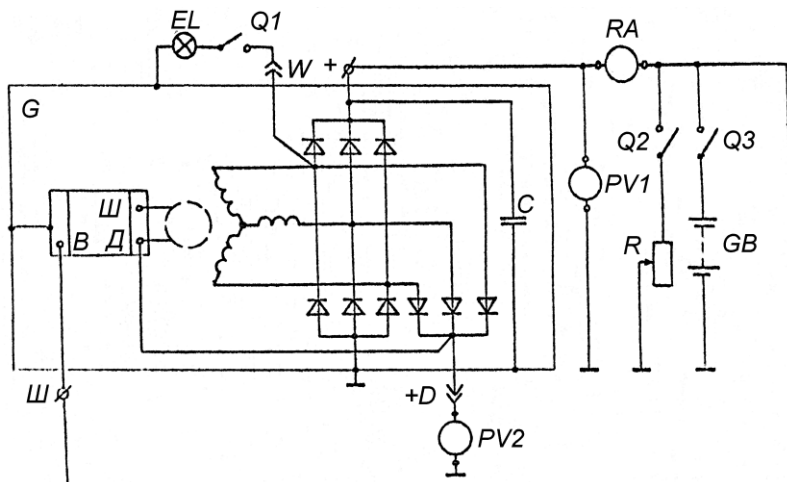 EL
Q1
W
+
RA
G
Q2
Q3
PV1
C
Ш
В
Д
R
GB
Ш
+D
PV2